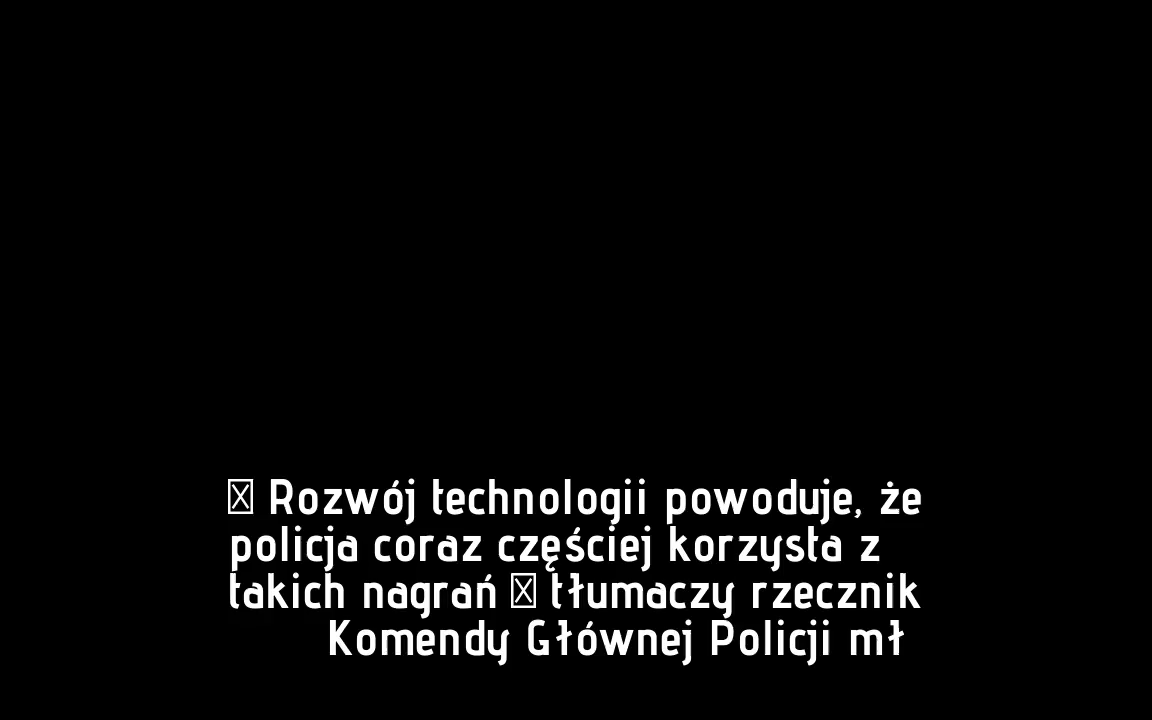 Rozwój technologii powoduje, że
policja coraz częściej korzysta z
takich nagrań tłumaczy rzecznik
Komendy Głównej Policji mł